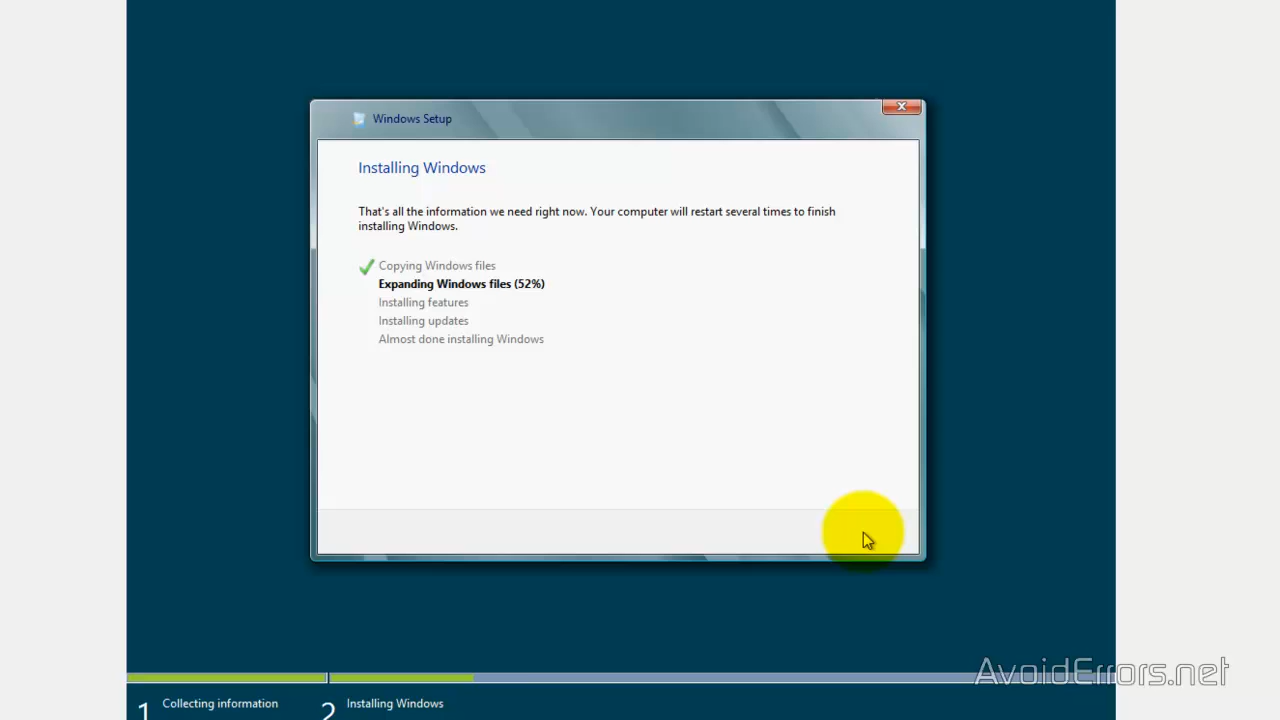 Windows Setup
Installing Windows
That's all the information we need right now. Your computer will restart several times to finish
installing Windows.
Copying Windows files
Expanding Windows files (52%)
Installing features
Installing updates
Almost done installing Windows
AvoidErrors.net
1 Collecting information
2 Installing Windows